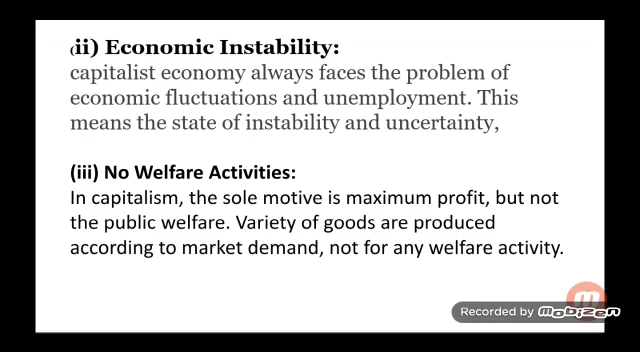 (ii) Economic Instability:
capitalist economy always faces the problem of
economic fluctuations and unemployment. This
means the state of instability and uncertainty,
(iii) No Welfare Activities:
In capitalism, the sole motive is maximum profit, but not
the public welfare. Variety of goods are produced
according to market demand, not for any welfare activity.
Recorded by Mobizen